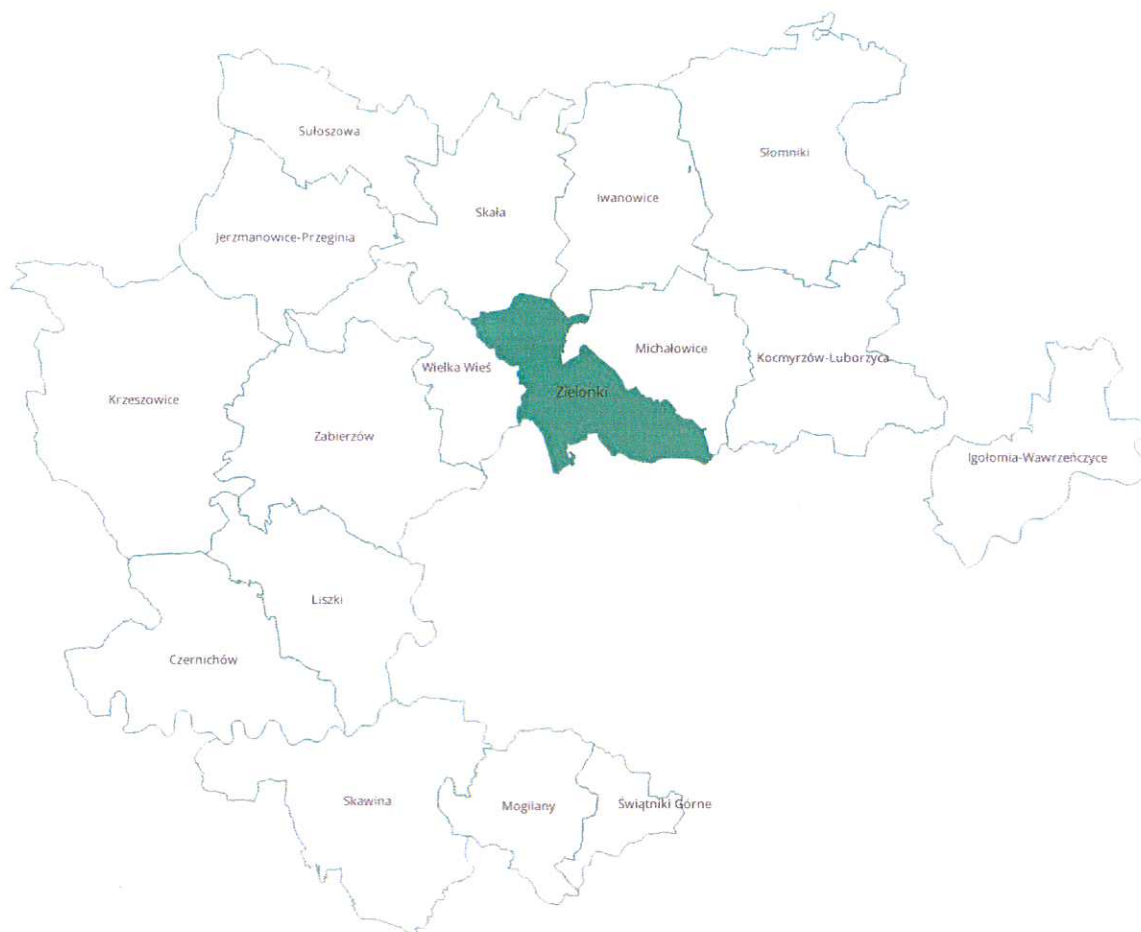 Sułoszowa
Słomniki
Iwanowice
Skała
Jerzmanowice-Przeginia
Michałowice
Kocmyrzów-Luborzyca
Wielka Wieś
Zielonki
Krzeszowice
Zabierzów
Igołomia-Wawrzeńczyce
Liszki
Czernichów
Skawina
Mogilany
Świątniki Górne